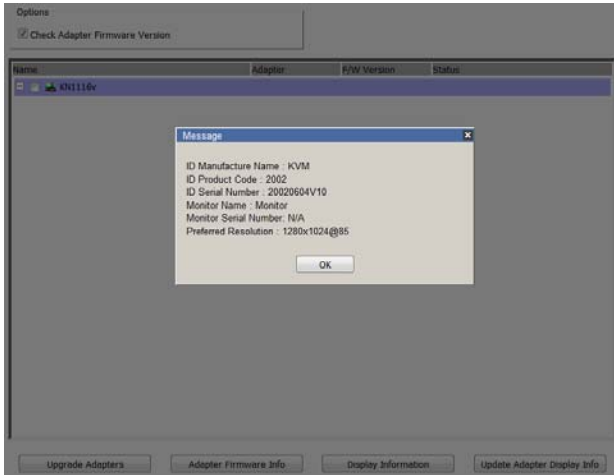 Options
Check Adapter Firmware Version
Name Adapter F/W Version Status
KN1116v
Message
ID Manufacture Name : KVM
ID Product Code : 2002
ID Serial Number : 20020604V10
Monitor Name : Monitor
Monitor Serial Number: N/A
Preferred Resolution : 1280x1024@85
OK
Upgrade Adapters Adapter Firmware Info Display Information Update Adapter Display Info